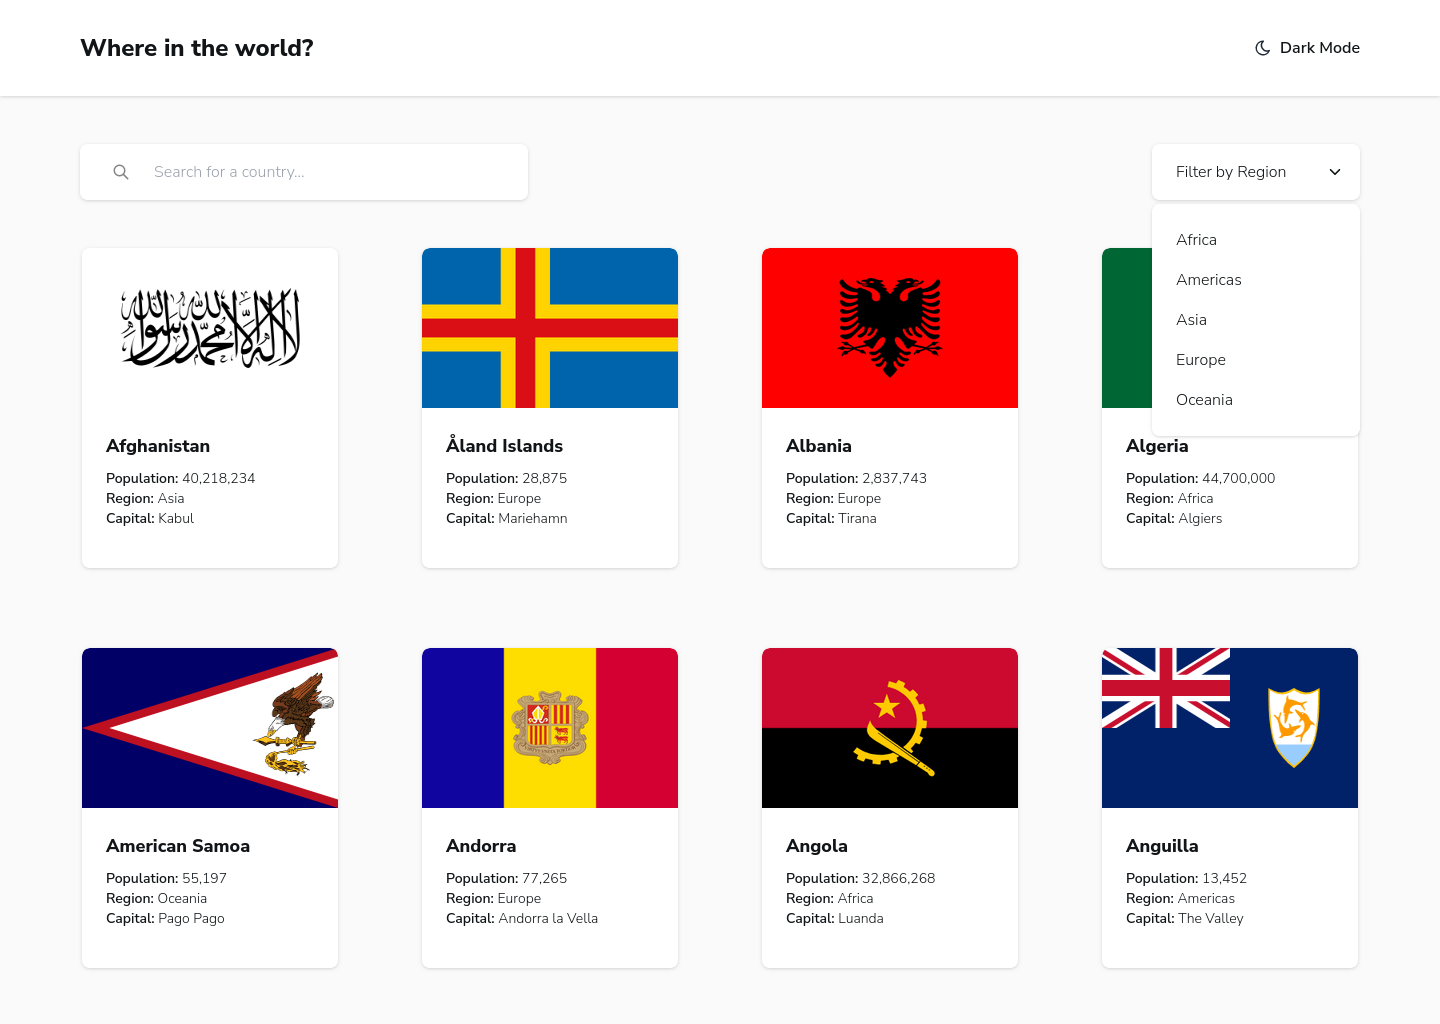 Where in the world?
Dark Mode
Search for a country...
Filter by Region
Africa
Americas
Asia
Europe
Oceania
لا إله إلا الله محمد رسول الله
Afghanistan
Population: 40,218,234
Region: Asia
Capital: Kabul
Åland Islands
Population: 28,875
Region: Europe
Capital: Mariehamn
Albania
Population: 2,837,743
Region: Europe
Capital: Tirana
Algeria
Population: 44,700,000
Region: Africa
Capital: Algiers
American Samoa
Population: 55,197
Region: Oceania
Capital: Pago Pago
Andorra
Population: 77,265
Region: Europe
Capital: Andorra la Vella
Angola
Population: 32,866,268
Region: Africa
Capital: Luanda
Anguilla
Population: 13,452
Region: Americas
Capital: The Valley